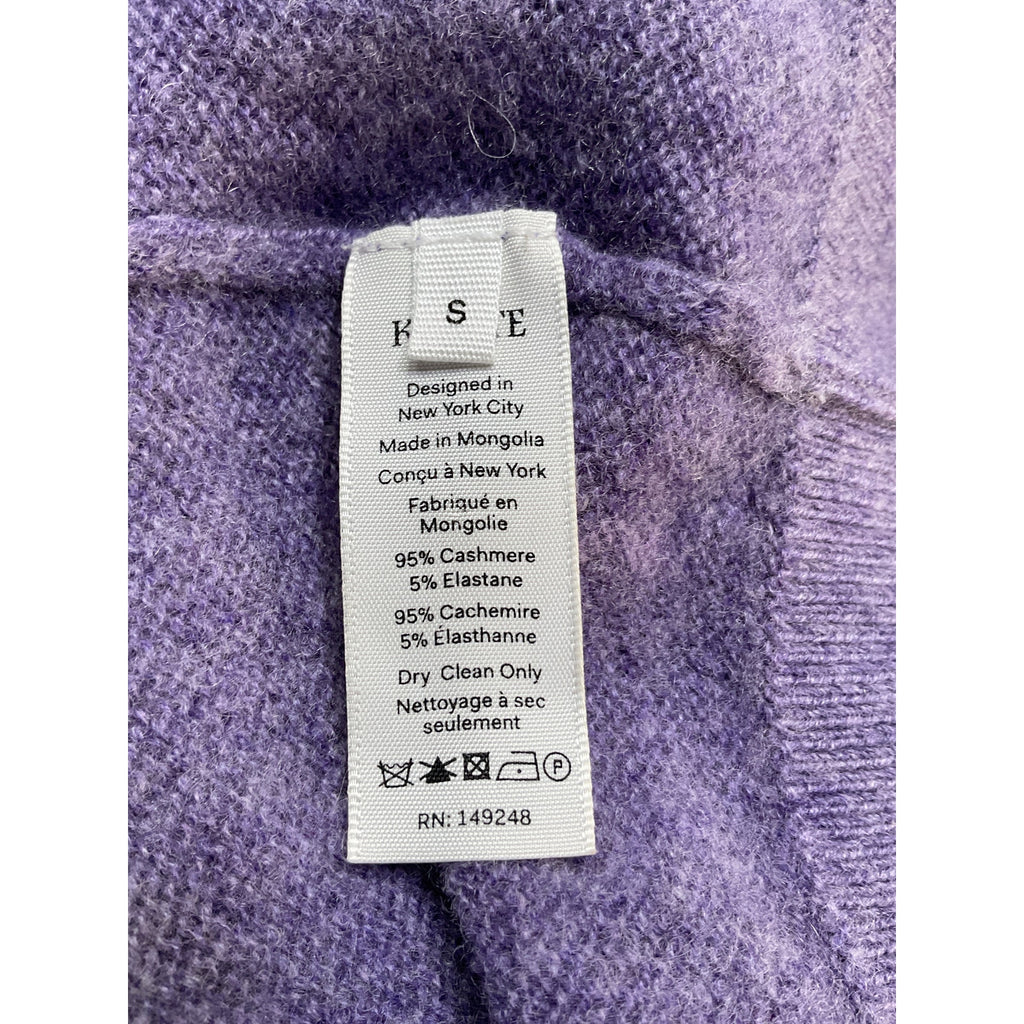 S
Designed in
New York City
Made in Mongolia
Conçu à New York
Fabriqué en
Mongolie
95% Cashmere
5% Elastane
95% Cachemire
5% Élasthanne
Dry Clean Only
Nettoyage à sec
seulement
P
RN: 149248